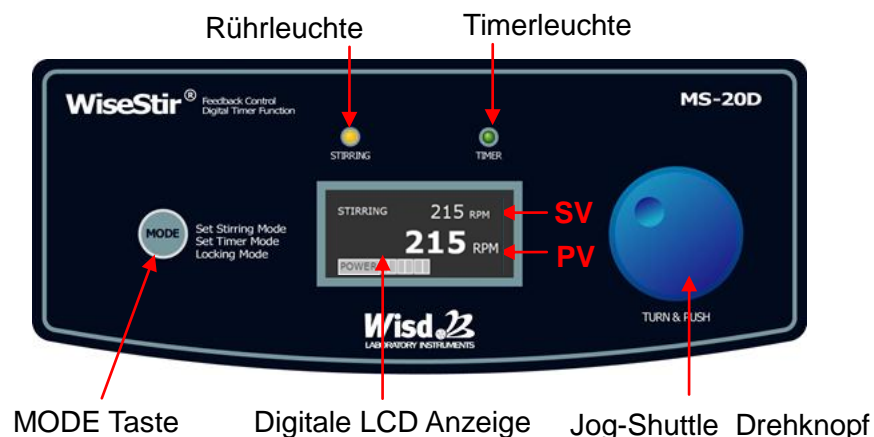 Rührleuchte Timerleuchte
WiseStir® Feedback Control
Digital Timer Function
MS-20D
STIRRING TIMER
STIRRING 215 RPM SV
215 RPM PV
POWER
MODE Set Stirring Mode
Set Timer Mode
Locking Mode
TURN & PUSH
Wisd
LABORATORY INSTRUMENTS
MODE Taste Digitale LCD Anzeige Jog-Shuttle Drehknopf